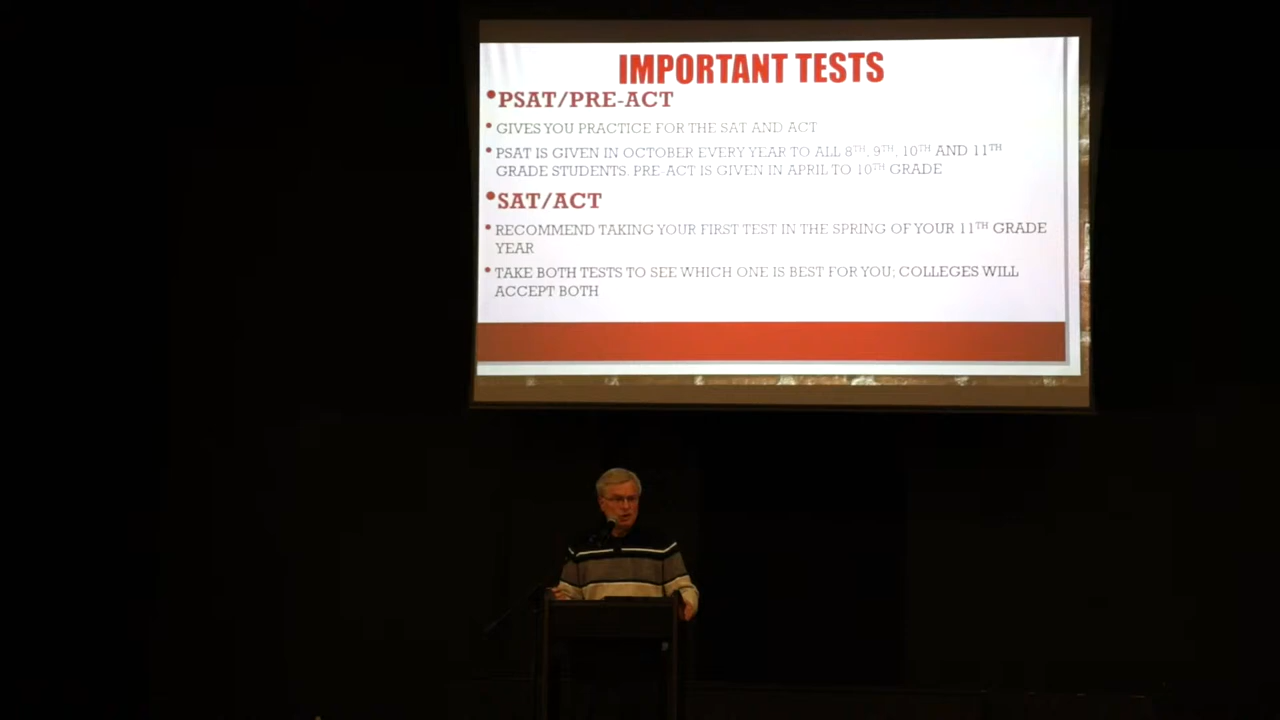 IMPORTANT TESTS
•PSAT/PRE-ACT
• GIVES YOU PRACTICE FOR THE SAT AND ACT
• PSAT IS GIVEN IN OCTOBER EVERY YEAR TO ALL 8TH, 9TH, 10TH AND 11TH
GRADE STUDENTS. PRE-ACT IS GIVEN IN APRIL TO 10TH GRADE
•SAT/ACT
• RECOMMEND TAKING YOUR FIRST TEST IN THE SPRING OF YOUR 11TH GRADE
YEAR
• TAKE BOTH TESTS TO SEE WHICH ONE IS BEST FOR YOU; COLLEGES WILL
ACCEPT BOTH